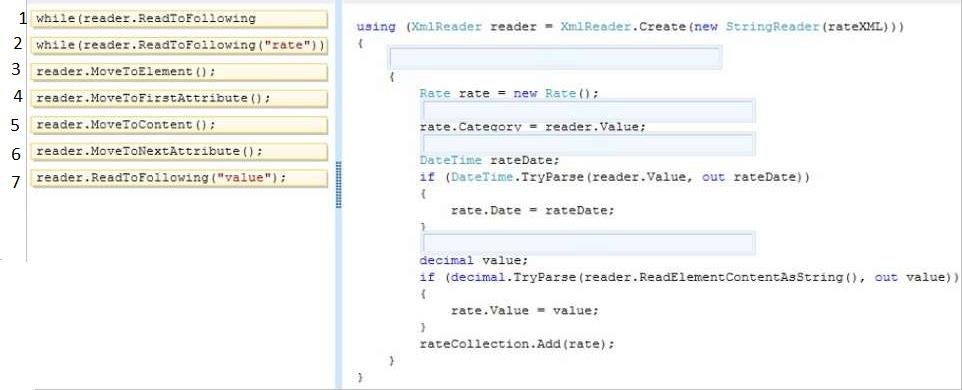 1 while(reader.ReadToFollowing
2 while(reader.ReadToFollowing("rate"))
3 reader.MoveToElement();
4 reader.MoveToFirstAttribute();
5 reader.MoveToContent();
6 reader.MoveToNextAttribute();
7 reader.ReadToFollowing("value");
using (XmlReader reader = XmlReader.Create(new StringReader(rateXML)))
{
{
Rate rate = new Rate();
rate.Category = reader.Value;
DateTime rateDate;
if (DateTime.TryParse(reader.Value, out rateDate))
{
rate.Date = rateDate;
}
decimal value;
if (decimal.TryParse(reader.ReadElementContentAsString(), out value))
{
rate.Value = value;
}
rateCollection.Add(rate);
}
}